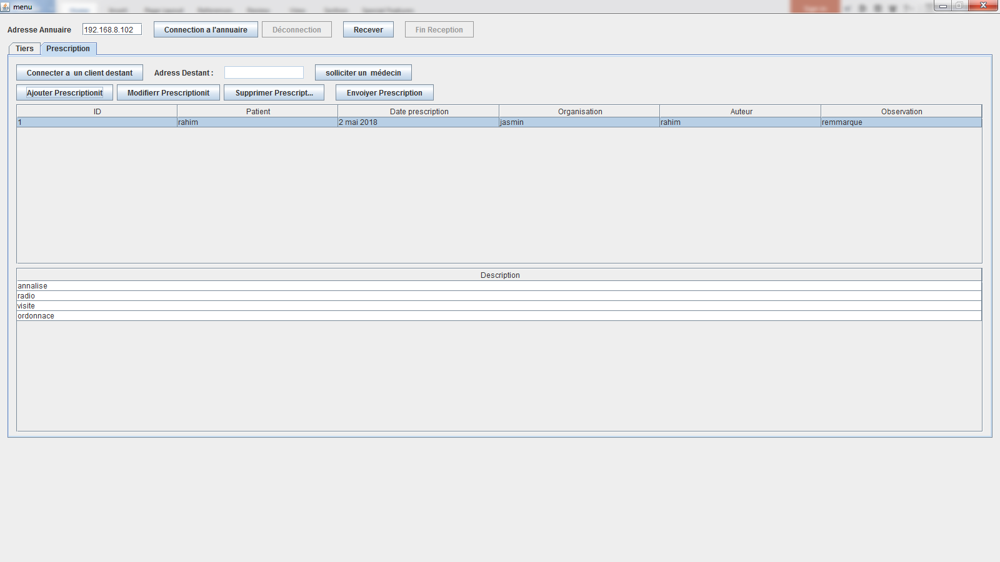 menu
Adresse Annuaire 192.168.8.102 Connection a l'annuaire Déconnection Recever Fin Reception
Tiers Prescription
Connecter a un client destant Adress Destant : solliciter un médecin
Ajouter Prescriptionit Modifierr Prescriptionit Supprimer Prescript... Envoiyer Prescription
ID Patient Date prescription Organisation Auteur Observation
1 rahim 2 mai 2018 jasmin rahim remmarque
Description
annalise
radio
visite
ordonnace